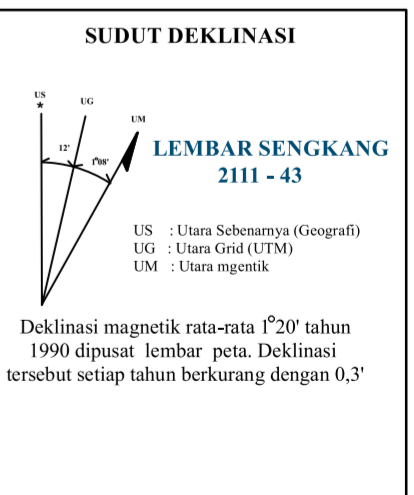 SUDUT DEKLINASI
US
*
UG
UM
12'
1°08'
LEMBAR SENGKANG
2111 - 43
US : Utara Sebenarnya (Geografi)
UG : Utara Grid (UTM)
UM : Utara mgentik
Deklinasi magnetik rata-rata 1°20' tahun
1990 dipusat lembar peta. Deklinasi
tersebut setiap tahun berkurang dengan 0,3'